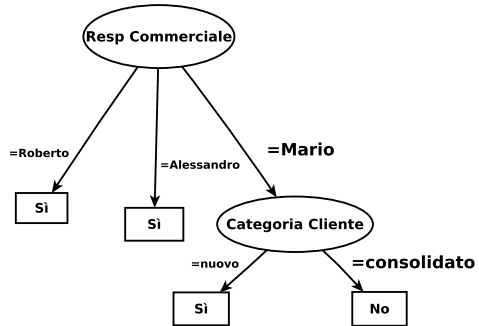 Resp Commerciale
=Roberto
=Alessandro
=Mario
Sì
Sì
Categoria Cliente
=nuovo
=consolidato
Sì
No